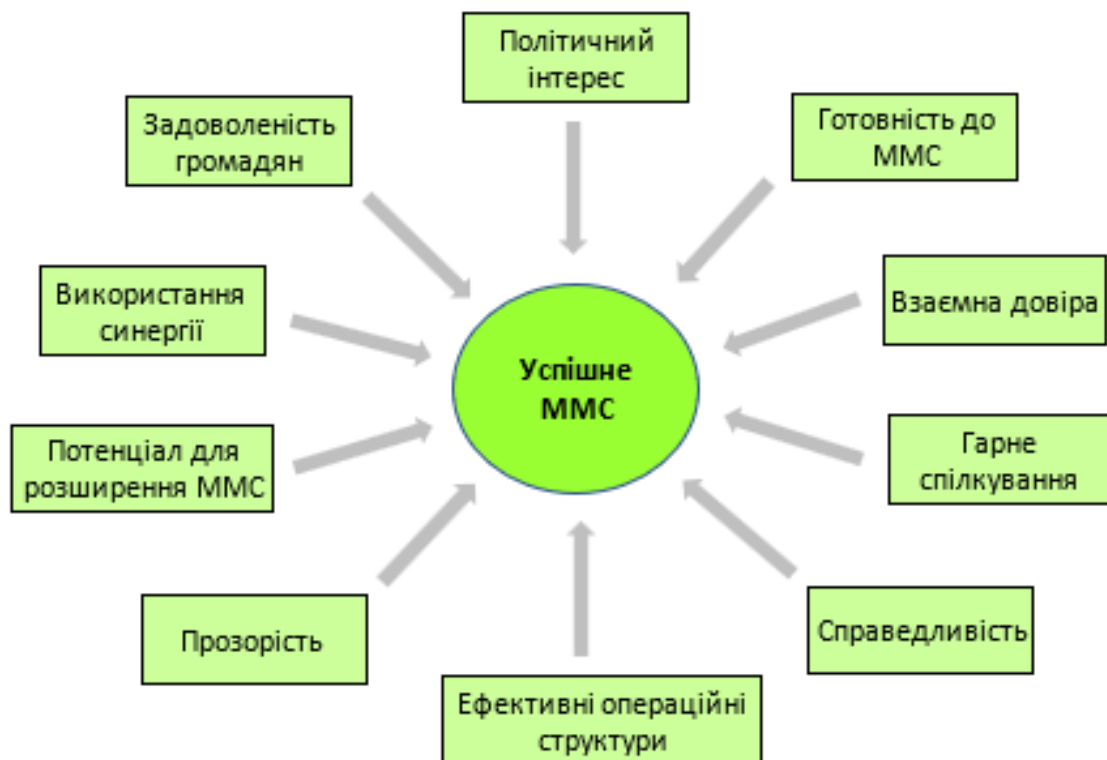 Політичний
інтерес
Готовність до
ММС
Взаємна довіра
Гарне
спілкування
Справедливість
Ефективні операційні
структури
Прозорість
Потенціал для
розширення ММС
Використання
синергії
Задоволеність
громадян
Успішне
ММС